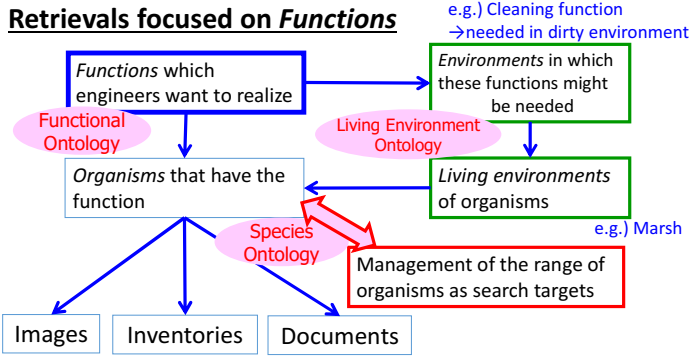 Retrievals focused on Functions
e.g.) Cleaning function
→needed in dirty environment
Functions which
engineers want to realize
Environments in which
these functions might
be needed
Functional
Ontology
Living Environment
Ontology
Organisms that have the
function
Living environments
of organisms
e.g.) Marsh
Species
Ontology
Management of the range of
organisms as search targets
Images
Inventories
Documents